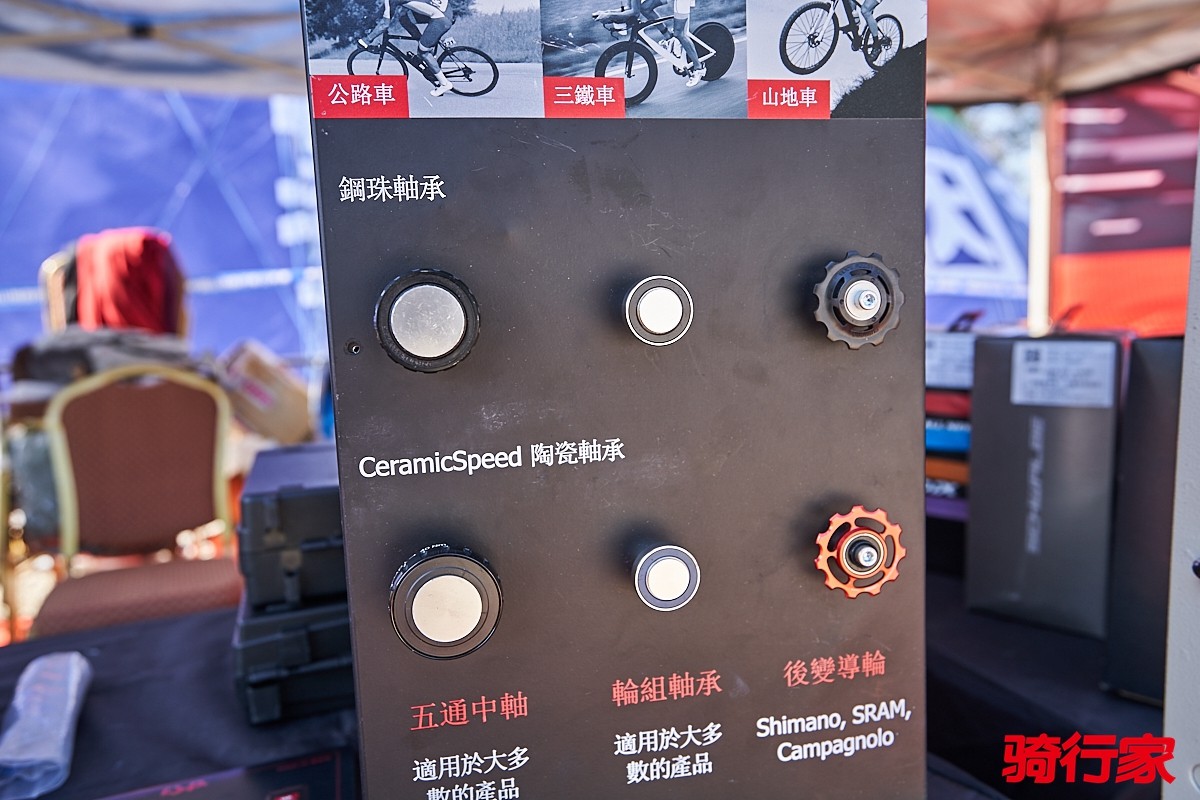 公路車
三鐵車
山地車
鋼珠軸承
CeramicSpeed 陶瓷軸承
五通中軸
適用於大多
數的產品
輪組軸承
適用於大多
數的產品
後變導輪
Shimano, SRAM,
Campagnolo
骑行家